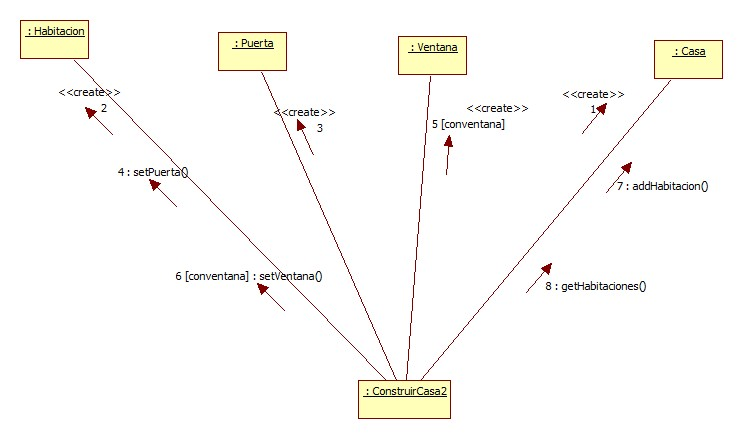 : Habitacion
: Puerta
: Ventana
: Casa
<<create>>
2
<<create>>
3
<<create>>
5 [conventana]
<<create>>
1
4 : setPuerta()
7 : addHabitacion()
6 [conventana] : setVentana()
8 : getHabitaciones()
: ConstruirCasa2